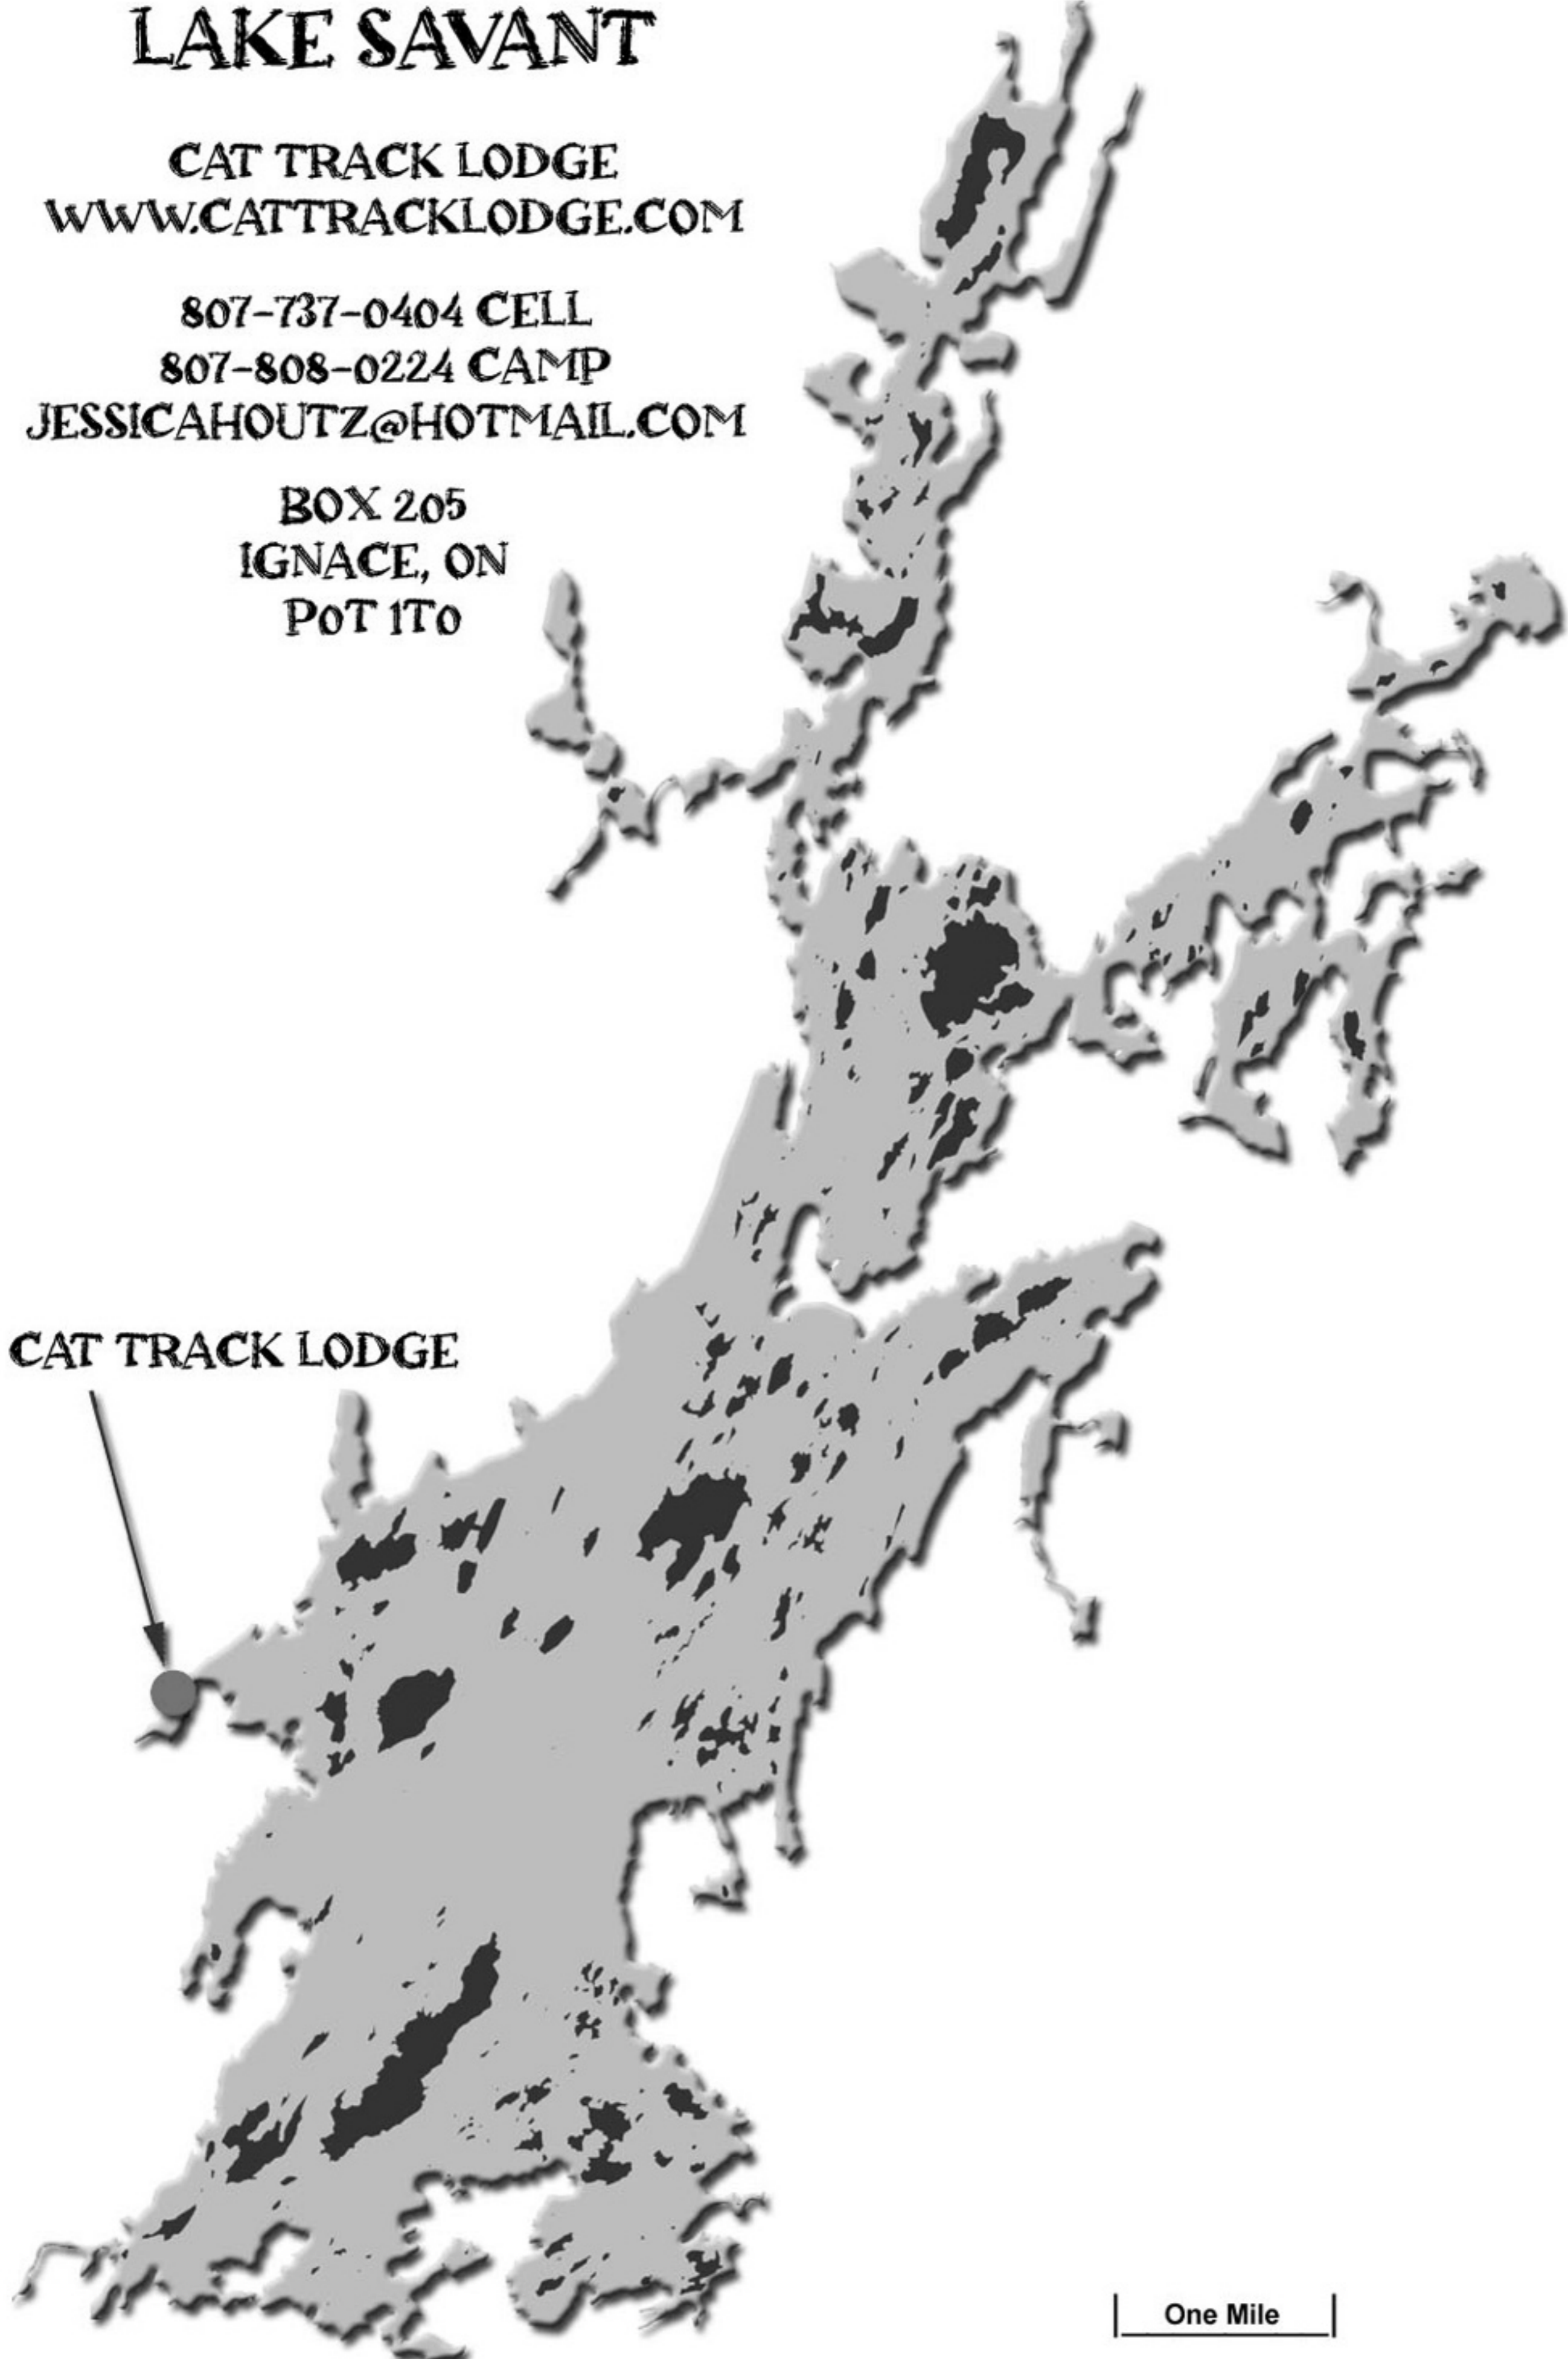 LAKE SAVANT
CAT TRACK LODGE
WWW.CATTRACKLODGE.COM
807-737-0404 CELL
807-808-0224 CAMP
JESSICAHOUTZ@HOTMAIL.COM
BOX 205
IGNACE, ON
P0T 1T0
CAT TRACK LODGE
One Mile